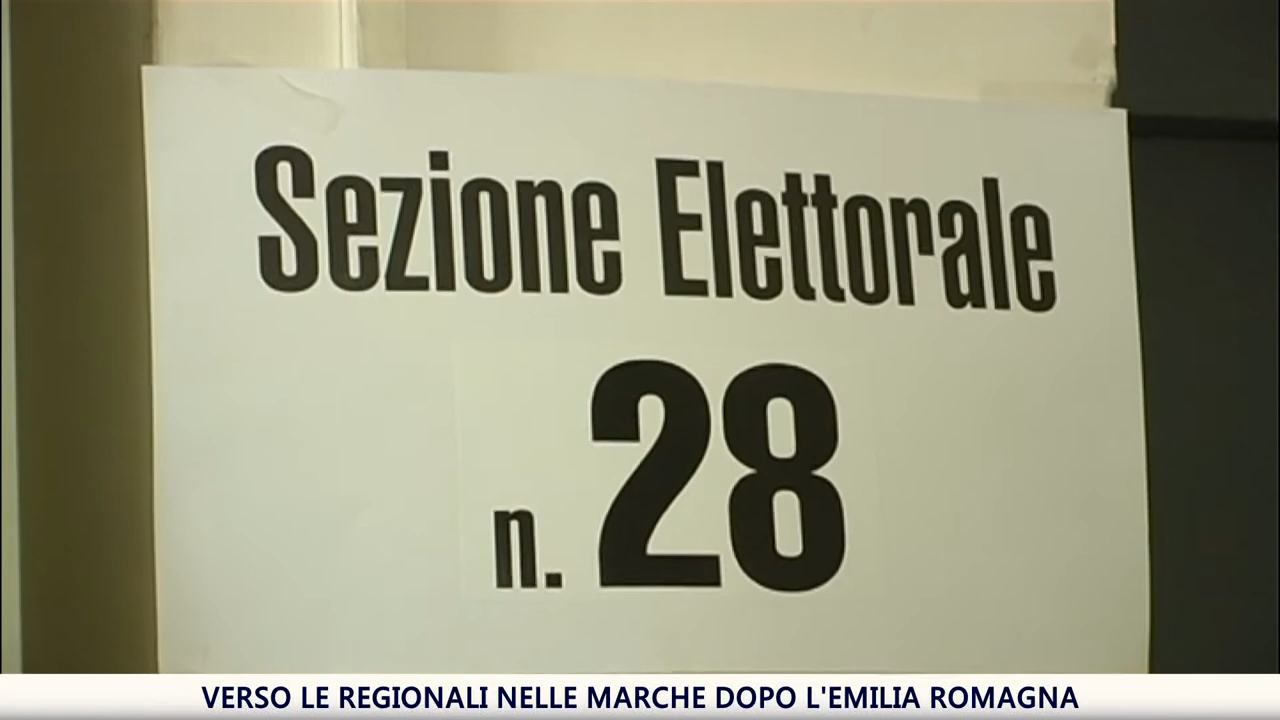 Sezione Elettorale
n. 28
VERSO LE REGIONALI NELLE MARCHE DOPO L'EMILIA ROMAGNA